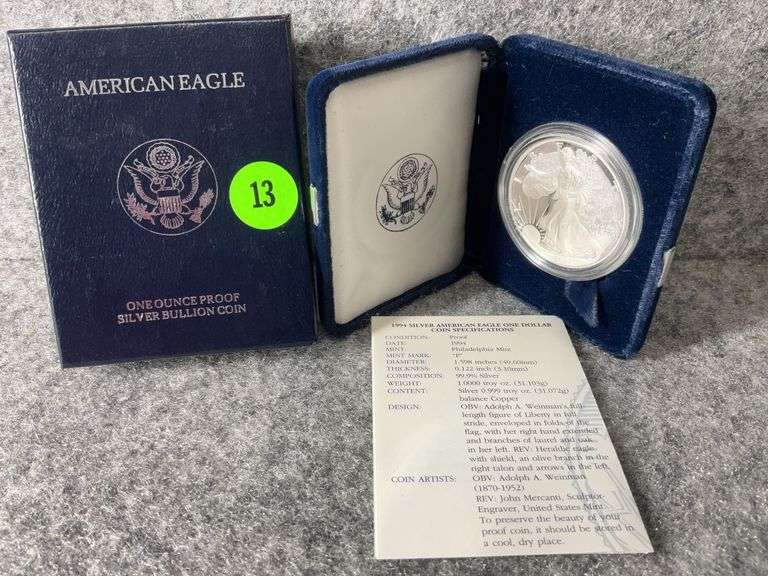 AMERICAN EAGLE
13
ONE OUNCE PROOF
SILVER BULLION COIN
1994 SILVER AMERICAN EAGLE ONE DOLLAR
COIN SPECIFICATIONS
CONDITION: Proof
DATE: 1994
MINT: Philadelphia Mint
MINT MARK: "P"
DIAMETER: 1.598 inches (40.60mm)
THICKNESS: 0.122 inch (3.10mm)
COMPOSITION: 99.9% Silver
WEIGHT: 1.0000 troy oz. (31.103g)
CONTENT: Silver 0.999 troy oz. (31.072g)
balance Copper
DESIGN: OBV: Adolph A. Weinman's full-
length figure of Liberty in full
stride, enveloped in folds of the
flag, with her right hand extended
and branches of laurel and oak
in her left. REV: Heraldic eagle
with shield, an olive branch in the
right talon and arrows in the left.
COIN ARTISTS: OBV: Adolph A. Weinman
(1870-1952)
REV: John Mercanti, Sculptor-
Engraver, United States Mint
To preserve the beauty of your
proof coin, it should be stored in
a cool, dry place.